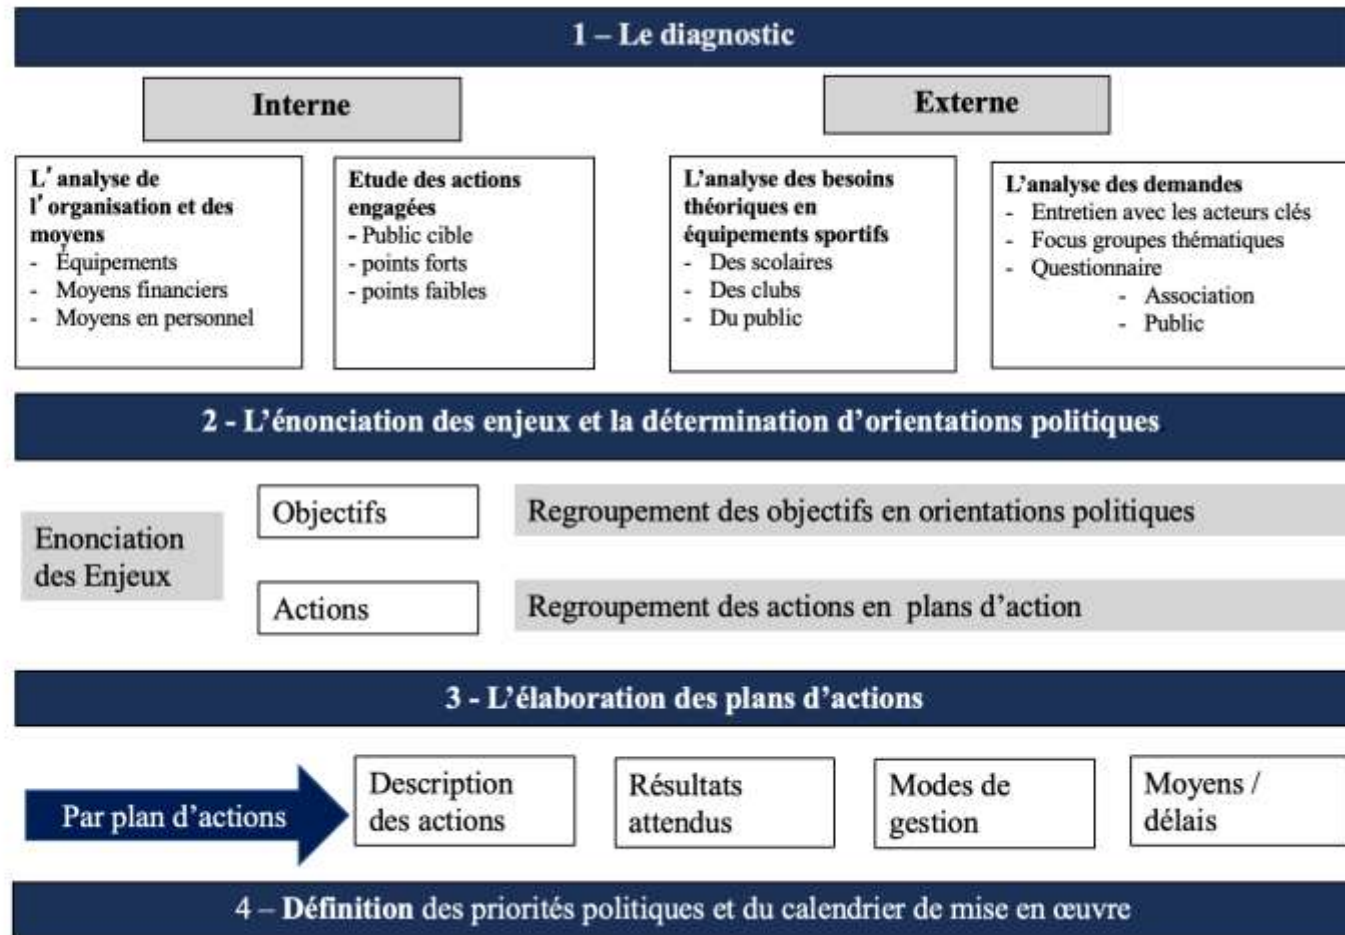 1 – Le diagnostic
Interne
Externe
L'analyse de
l'organisation et des
moyens
- Équipements
- Moyens financiers
- Moyens en personnel
Etude des actions
engagées
- Public cible
- points forts
- points faibles
L'analyse des besoins
théoriques en
équipements sportif
- Des scolaires
- Des clubs
- Du public
L'analyse des demandes
- Entretien avec les acteurs clés
- Focus groupes thématiques
- Questionnaire
- Association
- Public
2 - L'énonciation des enjeux et la détermination d'orientations politiques
Enonciation
des Enjeux
Objectifs
Regroupement des objectifs en orientations politiques
Actions
Regroupement des actions en plans d'action
3 - L'élaboration des plans d'actions
Par plan d'actions
Description
des actions
Résultats
attendus
Modes de
gestion
Moyens /
délais
4 – Définition des priorités politiques et du calendrier de mise en œuvre